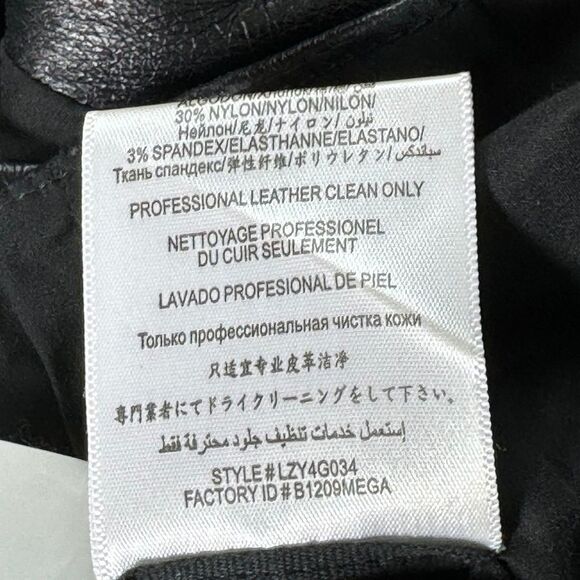 ALGODON/
30% NYLON/NYLON/NILON/
Нейлон/尼龙/ナイロン/نيلون/
3% SPANDEX/ELASTHANNE/ELASTANO/
Ткань спандекс/弹性纤维/ポリウレタン/سباندكس/
PROFESSIONAL LEATHER CLEAN ONLY
NETTOYAGE PROFESSIONEL
DU CUIR SEULEMENT
LAVADO PROFESIONAL DE PIEL
Только профессиональная чистка кожи
只适宜专业皮革洁净
専門業者にてドライクリーニングをして下さい。
إستعمل خدمات تنظيف جلود محترفة فقط
STYLE# LZY4G034
FACTORY ID# B1209MEGA